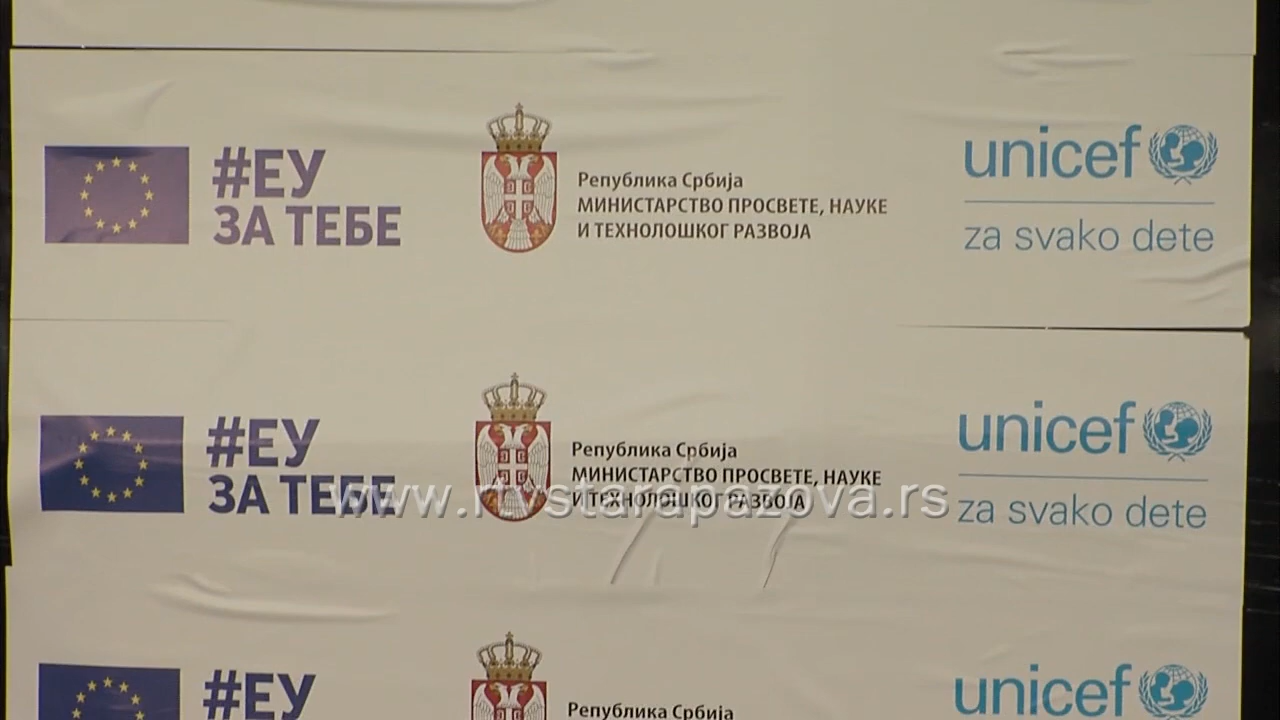 #ЕУ
ЗА ТЕБЕ
Република Србија
МИНИСТАРСТВО ПРОСВЕТЕ, НАУКЕ
И ТЕХНОЛОШКОГ РАЗВОЈА
unicef
za svako dete
#ЕУ
ЗА ТЕБЕ
Република Србија
МИНИСТАРСТВО ПРОСВЕТЕ, НАУКЕ
И ТЕХНОЛОШКОГ РАЗВОЈА
unicef
za svako dete
www.rtvstarapazova.rs
#ЕУ
Република Србија
unicef